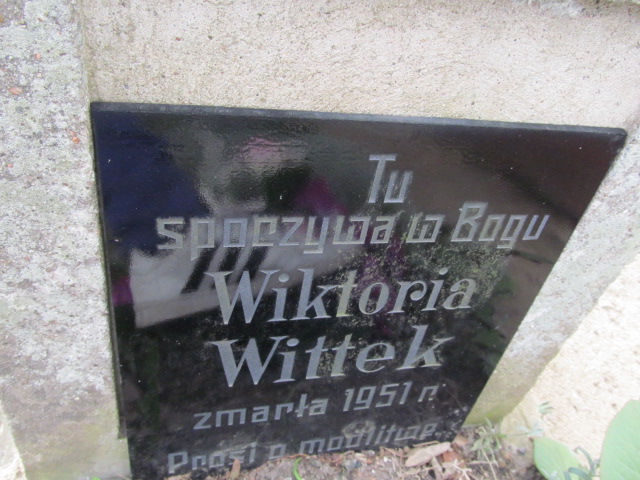 Tu
spoczywa w Bogu
Wiktoria
Wittek
zmarła 1951 r.
Prosi o modlitwę